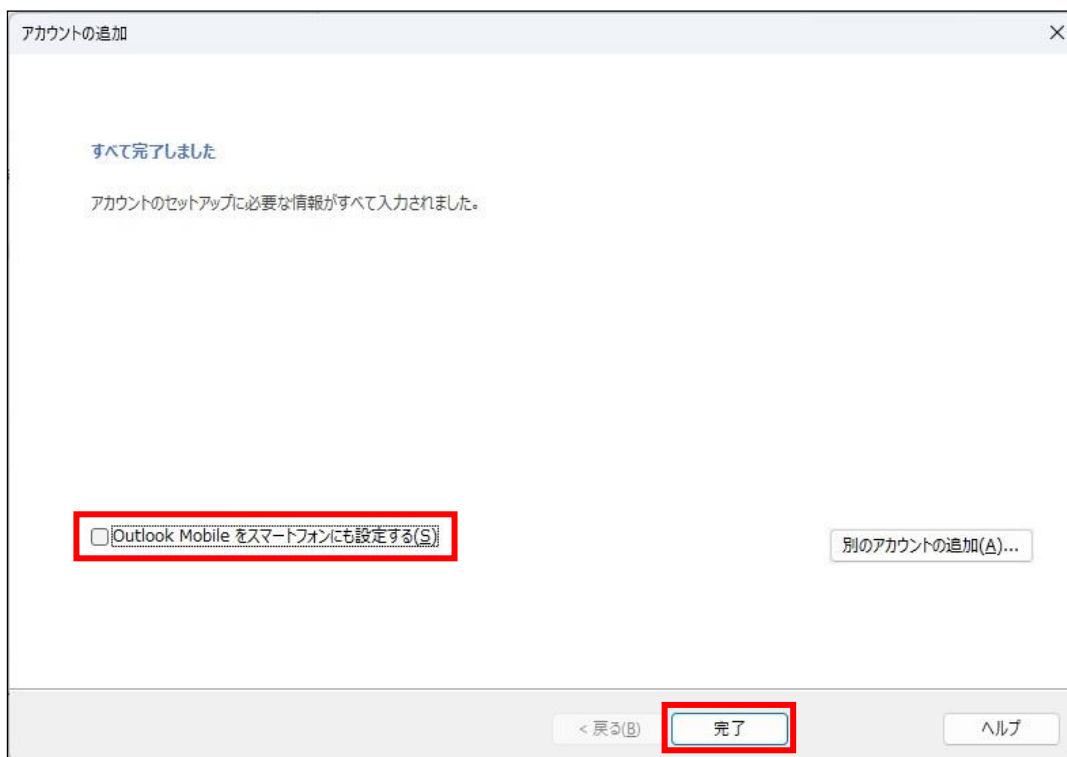 アカウントの追加
すべて完了しました
アカウントのセットアップに必要な情報がすべて入力されました。
Outlook Mobile をスマートフォンにも設定する(S)
別のアカウントの追加(A)...
< 戻る(B)
完了
ヘルプ